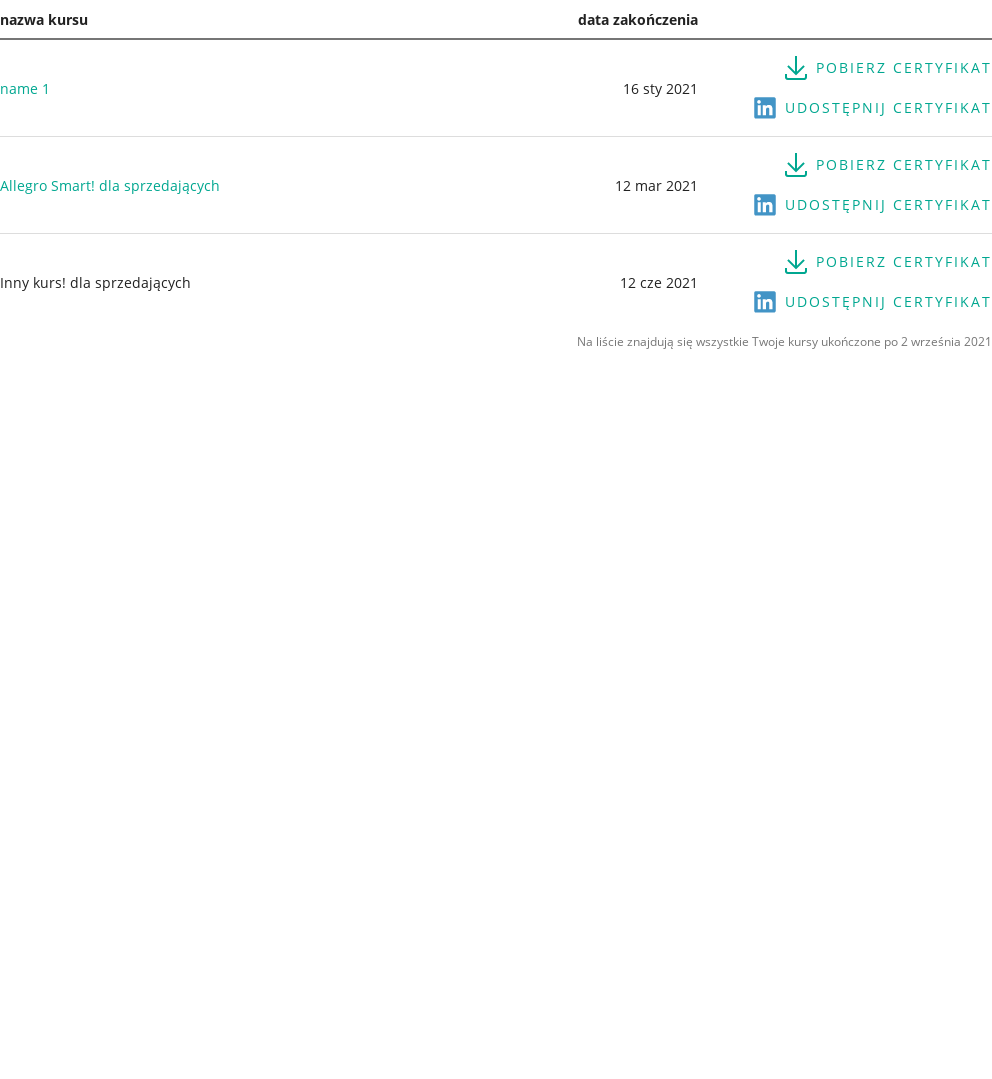 nazwa kursu data zakończenia
name 1 16 sty 2021 POBIERZ CERTYFIKAT
UDOSTĘPNIJ CERTYFIKAT
Allegro Smart! dla sprzedających 12 mar 2021 POBIERZ CERTYFIKAT
UDOSTĘPNIJ CERTYFIKAT
Inny kurs! dla sprzedających 12 cze 2021 POBIERZ CERTYFIKAT
UDOSTĘPNIJ CERTYFIKAT
Na liście znajdują się wszystkie Twoje kursy ukończone po 2 września 2021